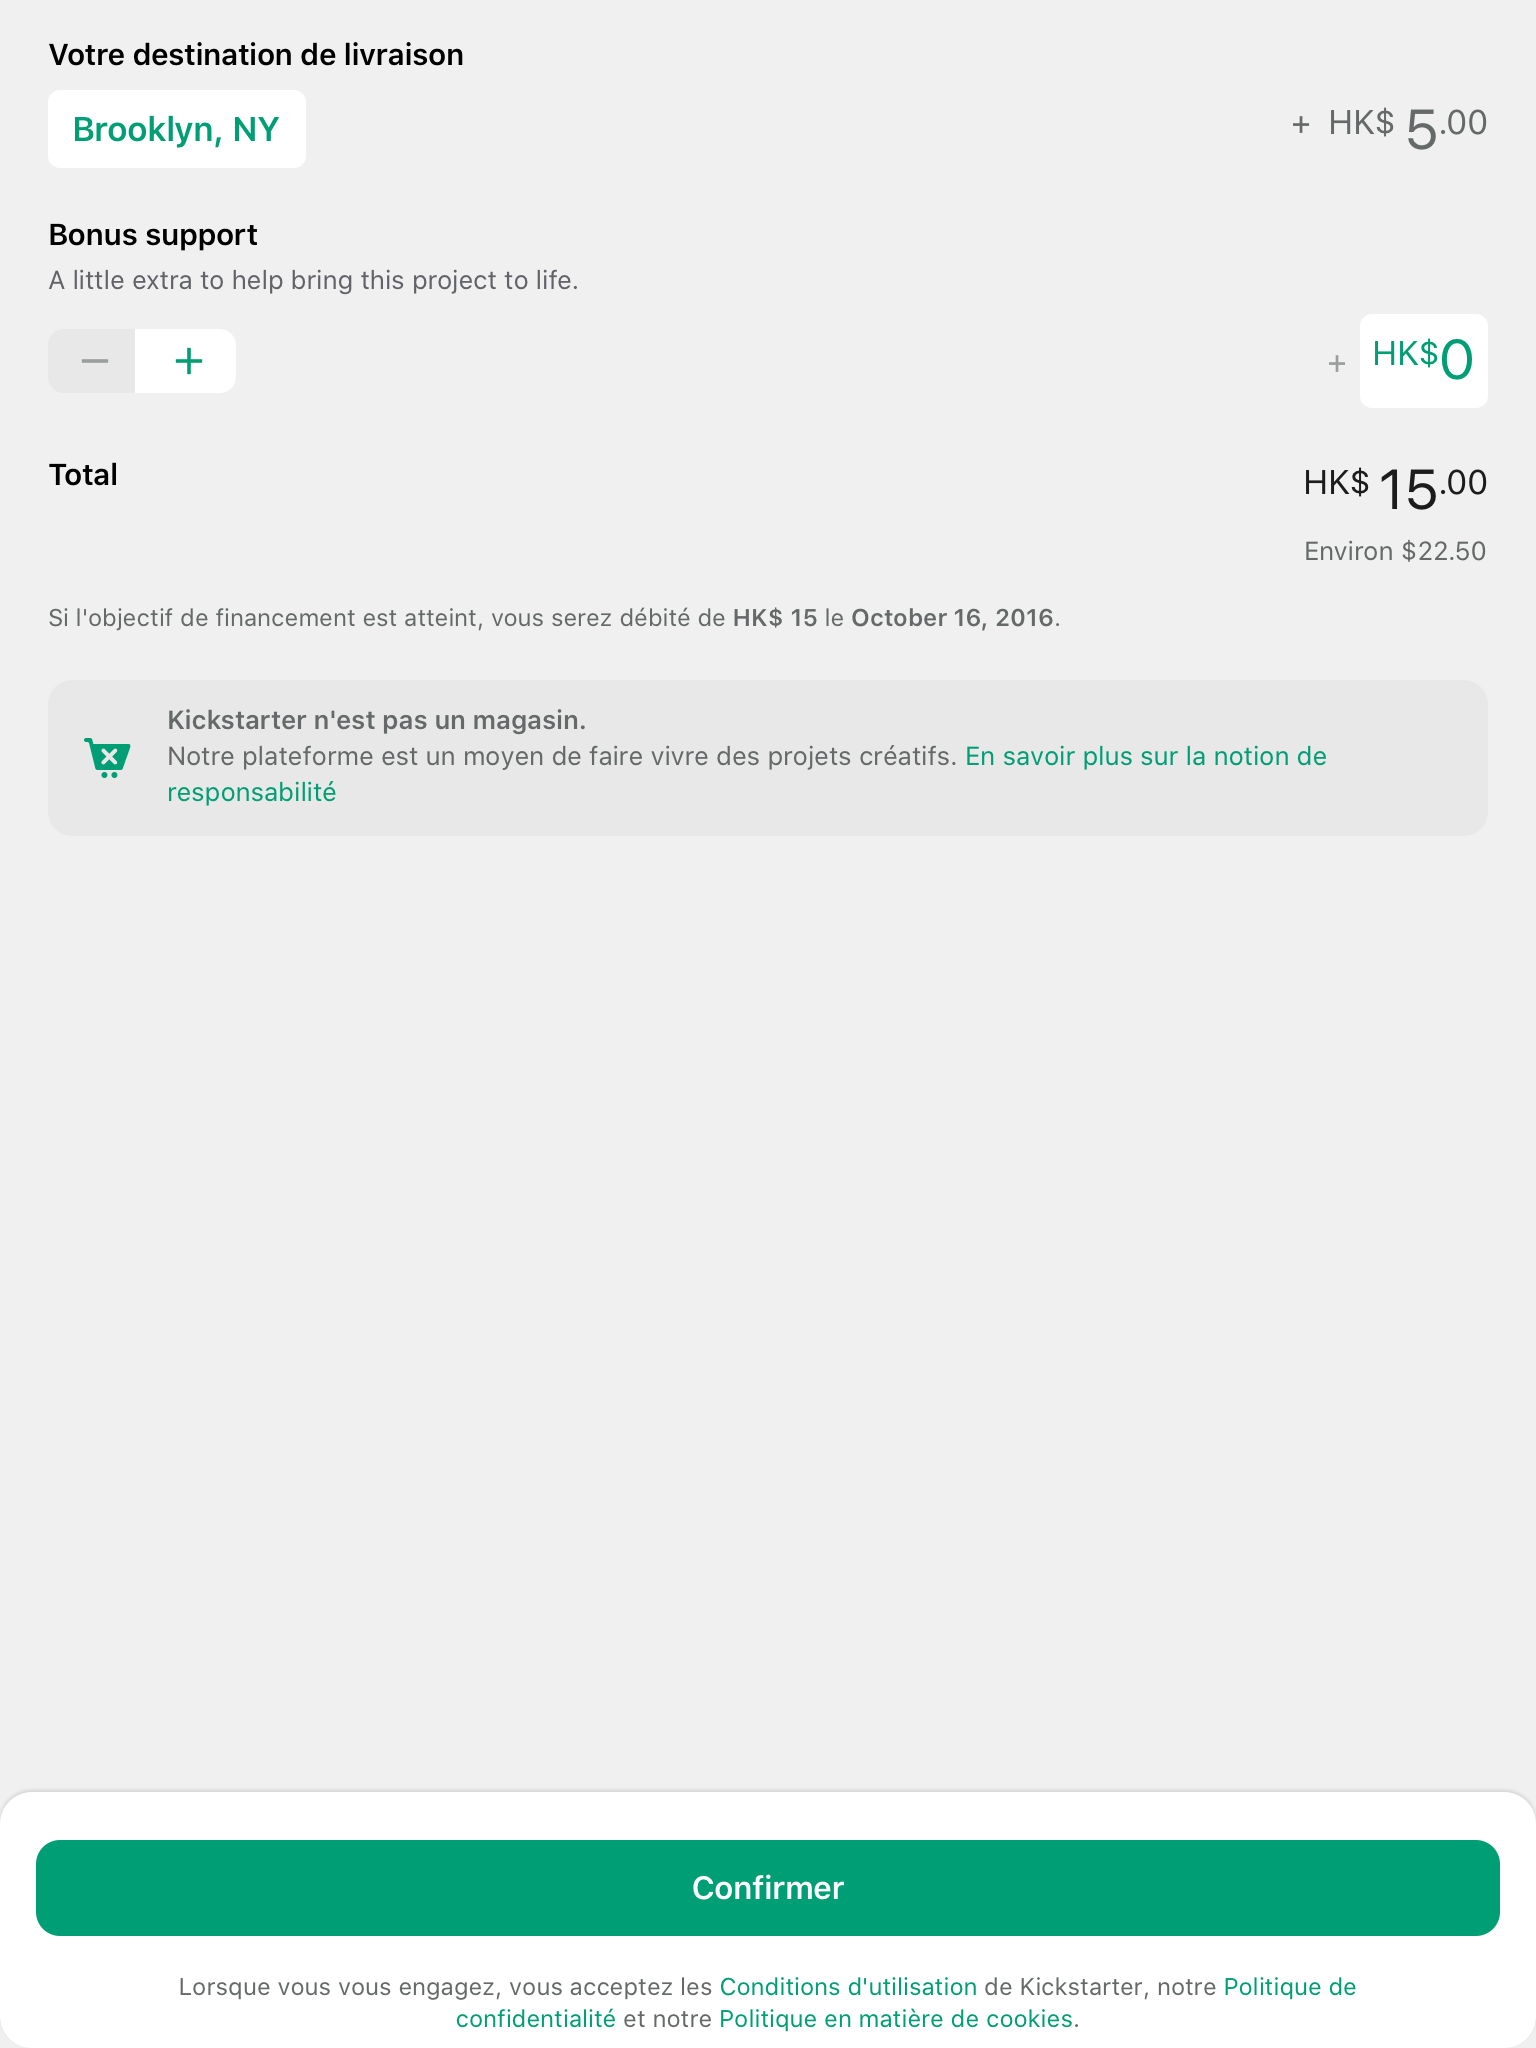 Votre destination de livraison
Brooklyn, NY
+ HK$ 5.00
Bonus support
A little extra to help bring this project to life.
+ HK$0
Total
HK$ 15.00
Environ $22.50
Si l'objectif de financement est atteint, vous serez débité de HK$ 15 le October 16, 2016.
Kickstarter n'est pas un magasin.
Notre plateforme est un moyen de faire vivre des projets créatifs. En savoir plus sur la notion de
responsabilité
Confirmer
Lorsque vous vous engagez, vous acceptez les Conditions d'utilisation de Kickstarter, notre Politique de
confidentialité et notre Politique en matière de cookies.